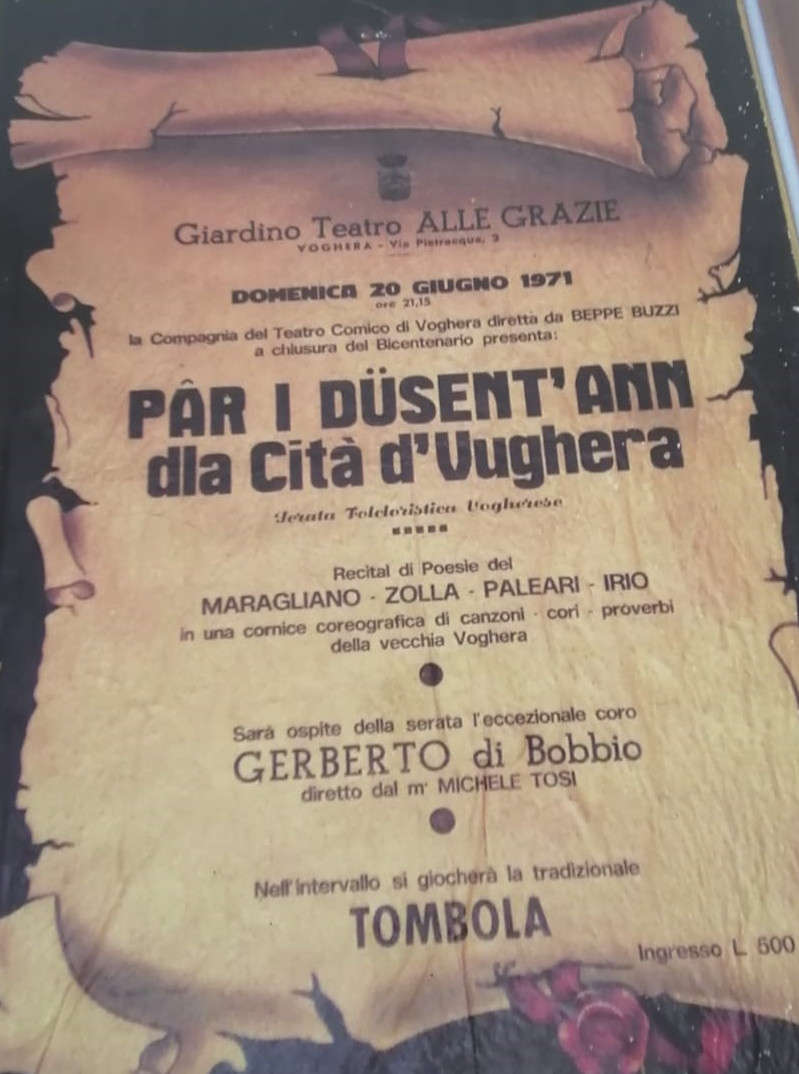 Giardino Teatro ALLE GRAZIE
VOGHERA - Via Pietracqua, 3
DOMENICA 20 GIUGNO 1971
ore 21,15
la Compagnia del Teatro Comico di Voghera diretta da BEPPE BUZZI
a chiusura del Bicentenario presenta:
PÂR I DÜSENT'ANN
dla Cità d'Vughera
Serata Folcloristica Vogherese
Recital di Poesie del
MARAGLIANO - ZOLLA - PALEARI - IRIO
in una cornice coreografica di canzoni - cori - proverbi
della vecchia Voghera
Sarà ospite della serata l'eccezionale coro
GERBERTO di Bobbio
diretto dal m° MICHELE TOSI
Nell'intervallo si giocherà la tradizionale
TOMBOLA
Ingresso L. 500